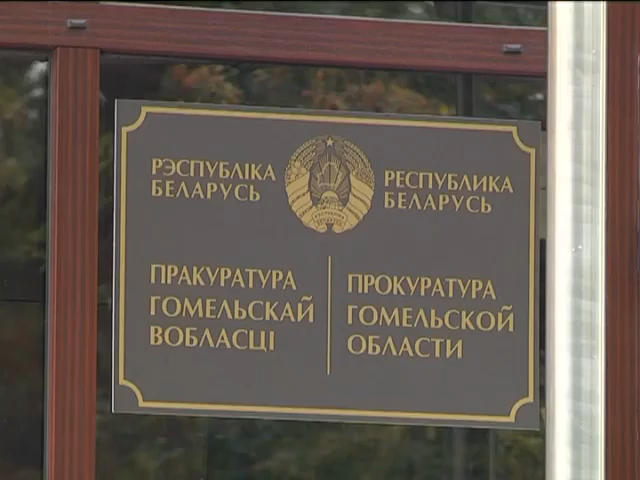 РЭСПУБЛІКА
БЕЛАРУСЬ
РЕСПУБЛИКА
БЕЛАРУСЬ
ПРАКУРАТУРА
ГОМЕЛЬСКАЙ
ВОБЛАСЦІ
ПРОКУРАТУРА
ГОМЕЛЬСКОЙ
ОБЛАСТИ